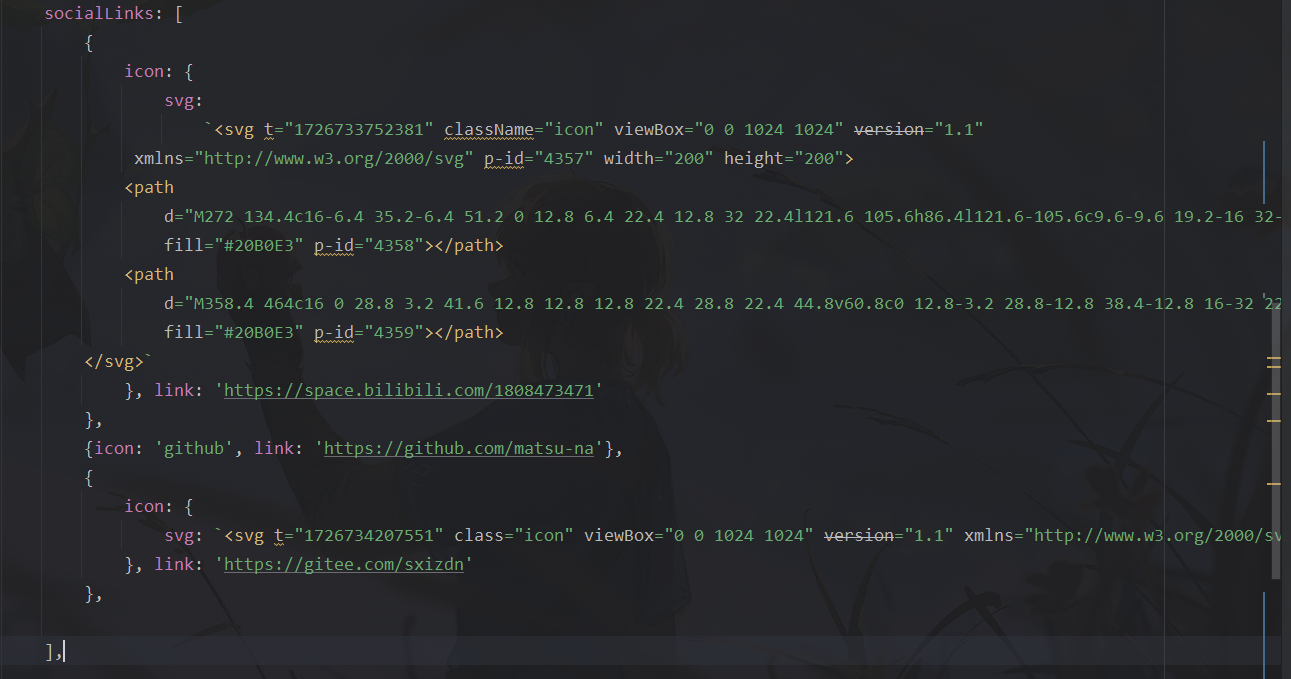 socialLinks: [
{
icon: {
svg:
`<svg t="1726733752381" className="icon" viewBox="0 0 1024 1024" version="1.1"
xmlns="http://www.w3.org/2000/svg" p-id="4357" width="200" height="200">
<path
d="M272 134.4c16-6.4 35.2-6.4 51.2 0 12.8 6.4 22.4 12.8 32 22.4l121.6 105.6h86.4l121.6-105.6c9.6-9.6 19.2-16 32-
fill="#20B0E3" p-id="4358"></path>
<path
d="M358.4 464c16 0 28.8 3.2 41.6 12.8 12.8 12.8 22.4 28.8 22.4 44.8v60.8c0 12.8-3.2 28.8-12.8 38.4-12.8 16-32 22
fill="#20B0E3" p-id="4359"></path>
</svg>`
}, link: 'https://space.bilibili.com/1808473471'
},
{icon: 'github', link: 'https://github.com/matsu-na'},
{
icon: {
svg: `<svg t="1726734207551" class="icon" viewBox="0 0 1024 1024" version="1.1" xmlns="http://www.w3.org/2000/sv
}, link: 'https://gitee.com/sxizdn'
},
],